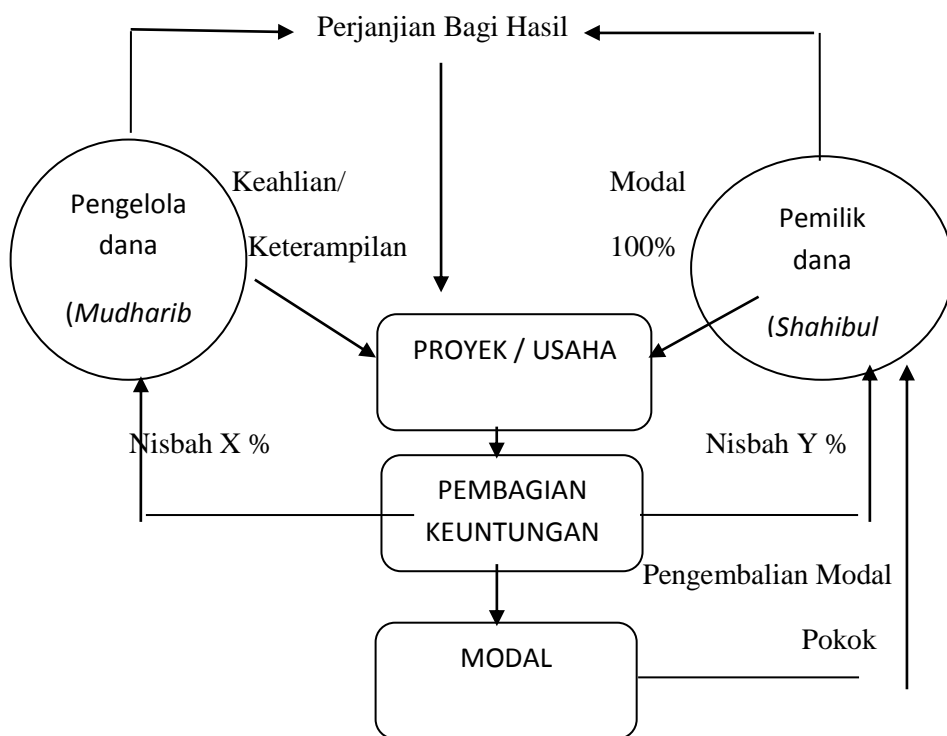 Perjanjian Bagi Hasil
Pengelola
dana
(Mudharib
Keahlian/
Keterampilan
Modal
100%
Pemilik
dana
(Shahibul
PROYEK / USAHA
Nisbah X %
Nisbah Y %
PEMBAGIAN
KEUNTUNGAN
Pengembalian Modal
Pokok
MODAL